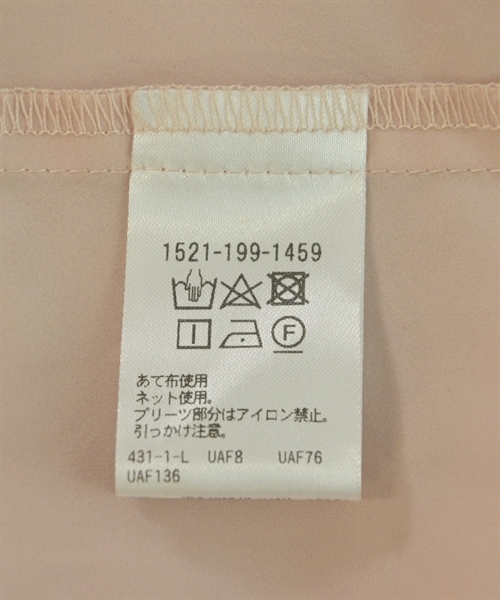 1521-199-1459
F
あて布使用
ネット使用。
プリーツ部分はアイロン禁止。
引っかけ注意。
431-1-L UAF8 UAF76
UAF136